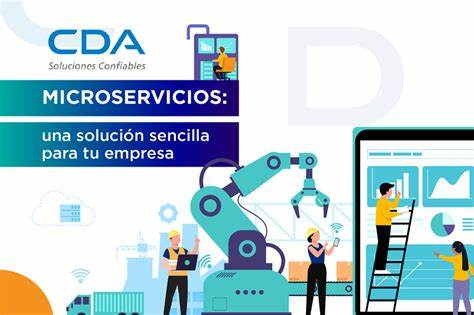 CDA
Soluciones Confiables
MICROSERVICIOS:
una solución sencilla
para tu empresa